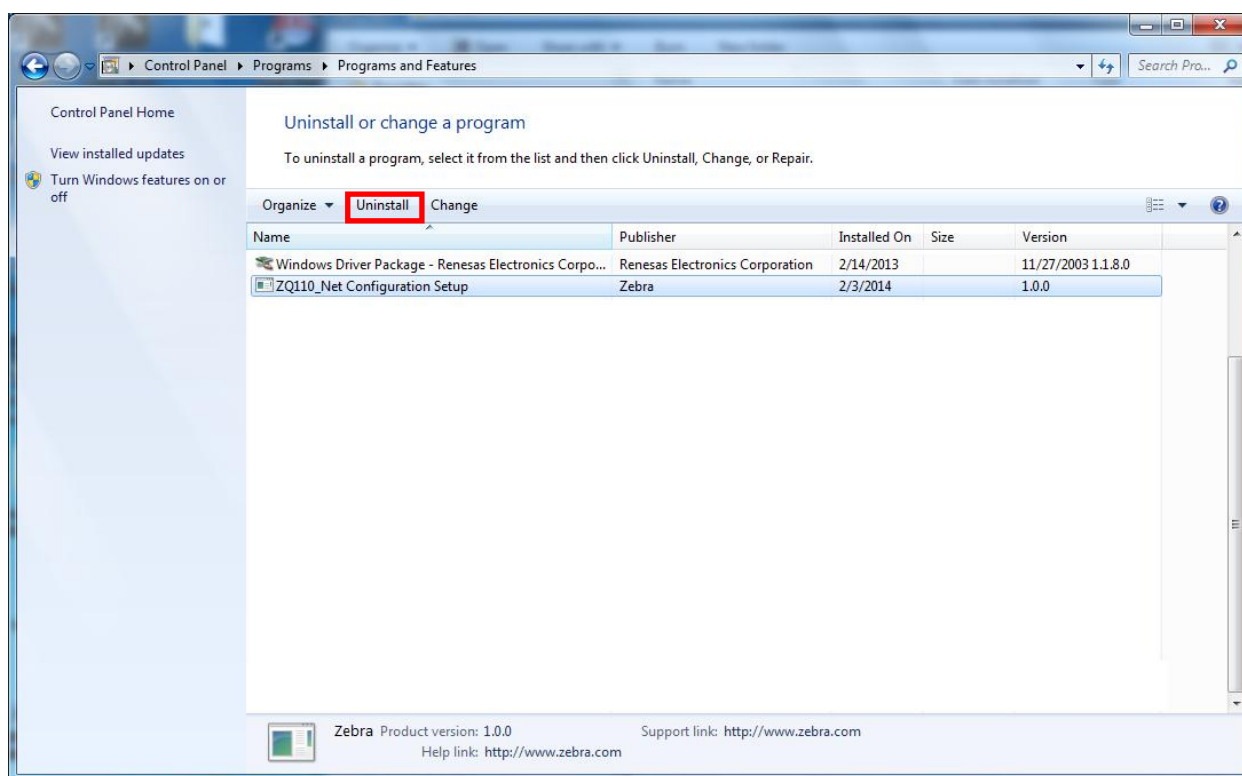 Control Panel ▸ Programs ▸ Programs and Features
Search Pro...
Control Panel Home
View installed updates
Turn Windows features on or
off
Uninstall or change a program
To uninstall a program, select it from the list and then click Uninstall, Change, or Repair.
Organize Uninstall Change
Name Publisher Installed On Size Version
Windows Driver Package - Renesas Electronics Corpo... Renesas Electronics Corporation 2/14/2013 11/27/2003 1.1.8.0
ZQ110_Net Configuration Setup Zebra 2/3/2014 1.0.0
Zebra Product version: 1.0.0 Support link: http://www.zebra.com
Help link: http://www.zebra.com